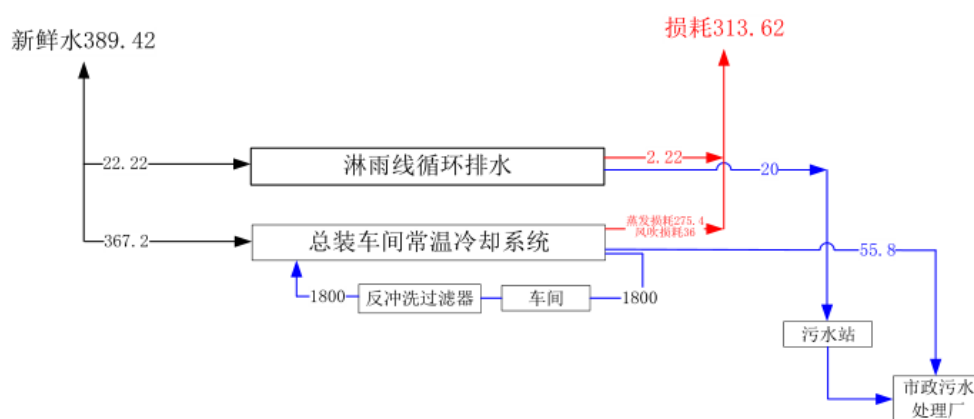 新鲜水389.42
损耗313.62
22.22
淋雨线循环排水
2.22
20
367.2
总装车间常温冷却系统
蒸发损耗275.4
风吹损耗36
55.8
1800
反冲洗过滤器
车间
1800
污水站
市政污水
处理厂